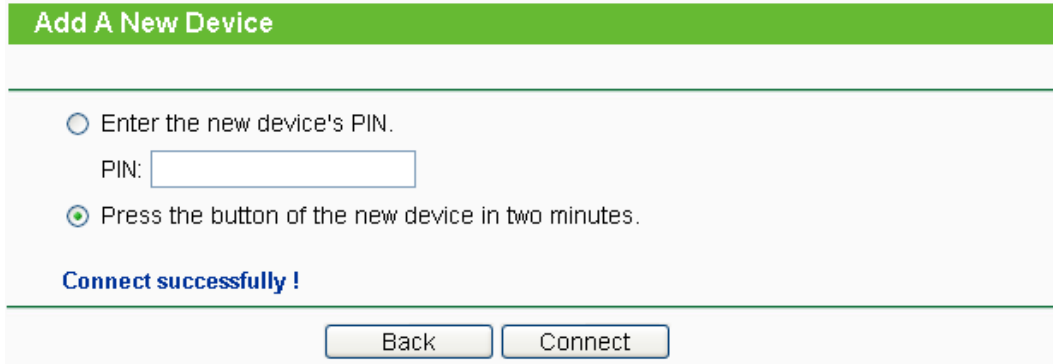 Add A New Device
Enter the new device's PIN.
PIN:
Press the button of the new device in two minutes.
Connect successfully !
Back Connect